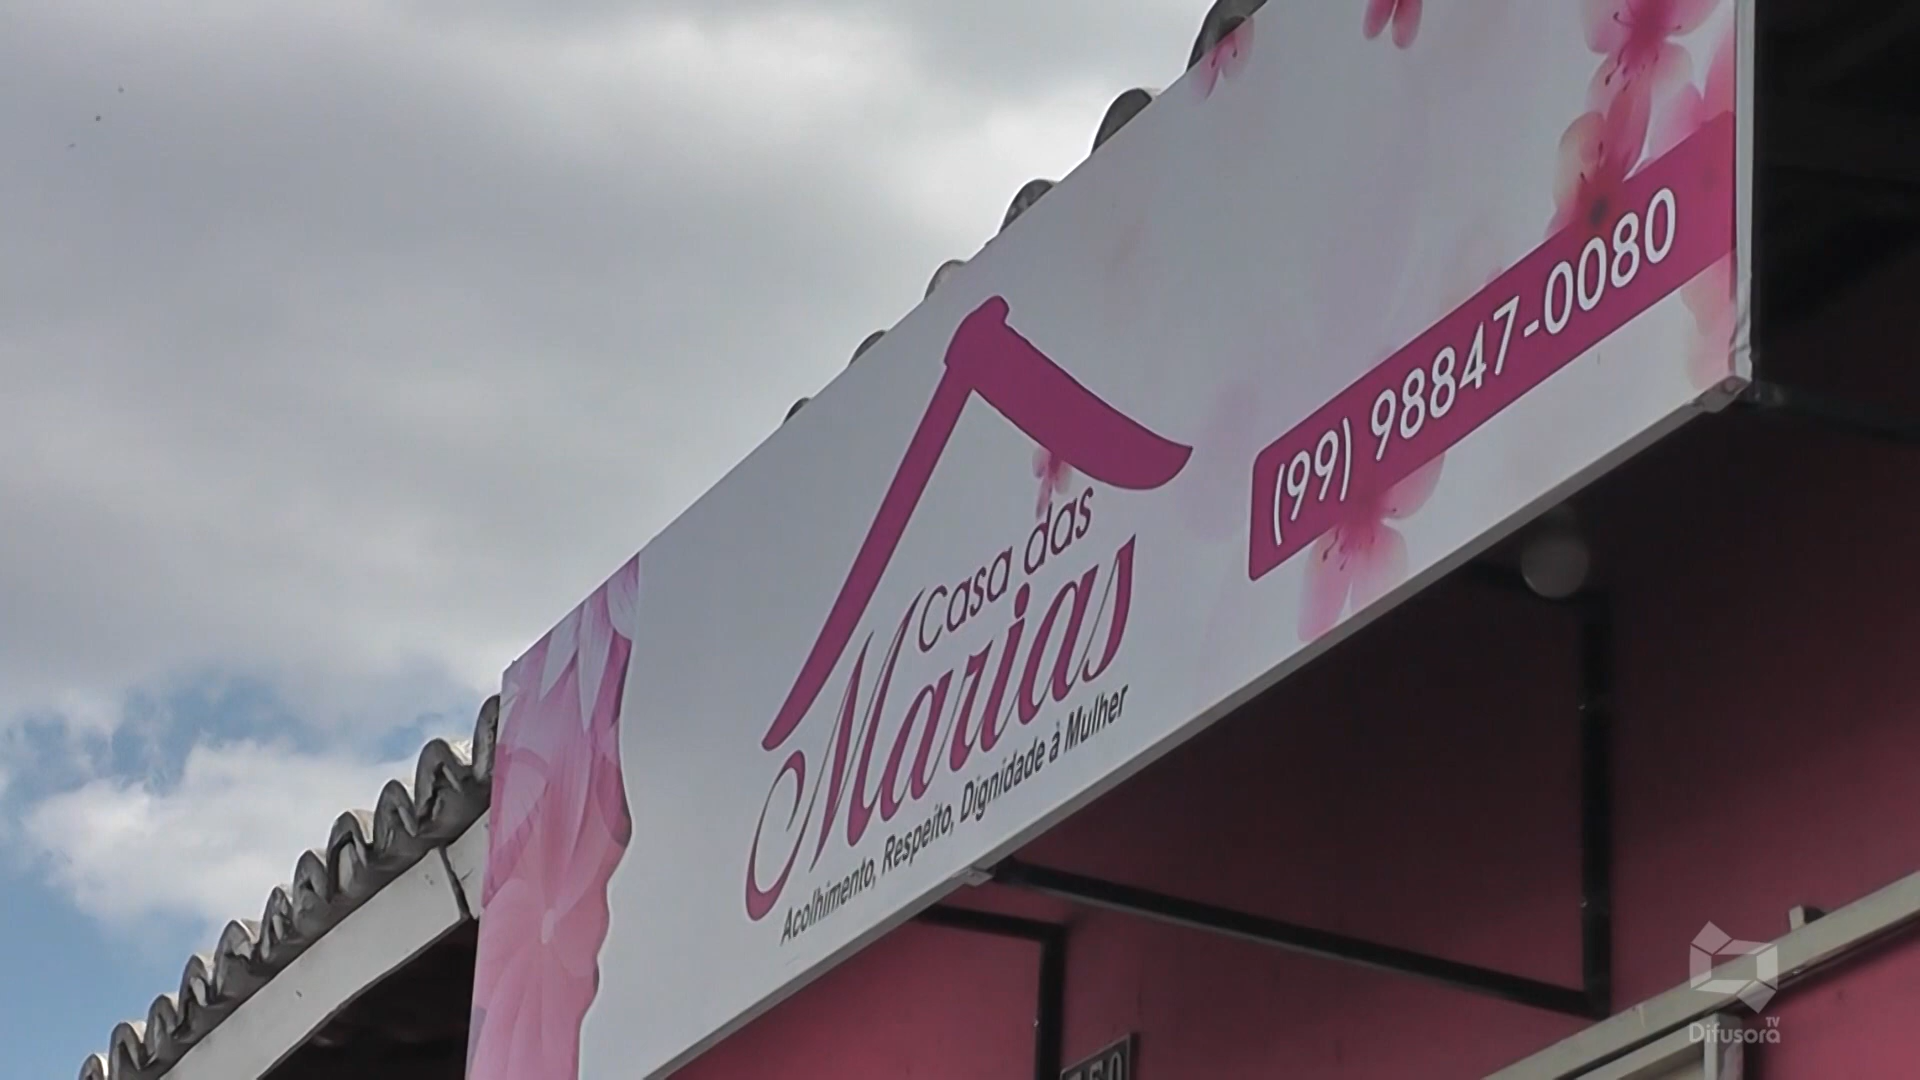 Casa das
Marias
Acolhimento, Respeito, Dignidade à Mulher
(99) 98847-0080
TV
Difusora